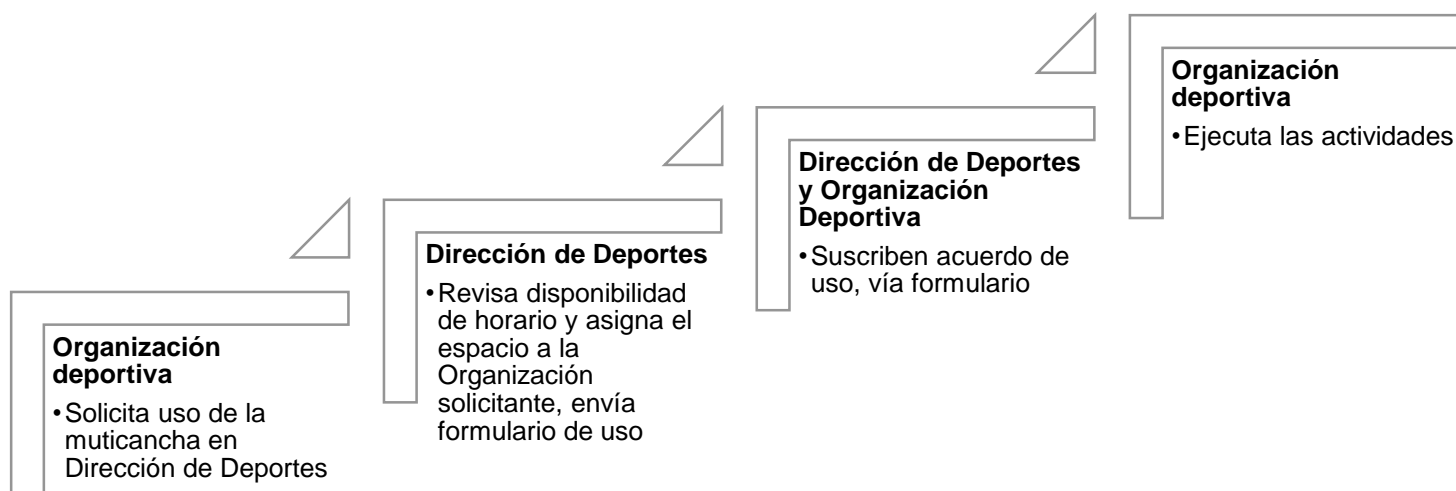 Organización
deportiva
•Solicita uso de la
muticancha en
Dirección de Deportes
Dirección de Deportes
•Revisa disponibilidad
de horario y asigna el
espacio a la
Organización
solicitante, envía
formulario de uso
Dirección de Deportes
y Organización
Deportiva
•Suscriben acuerdo de
uso, vía formulario
Organización
deportiva
•Ejecuta las actividades